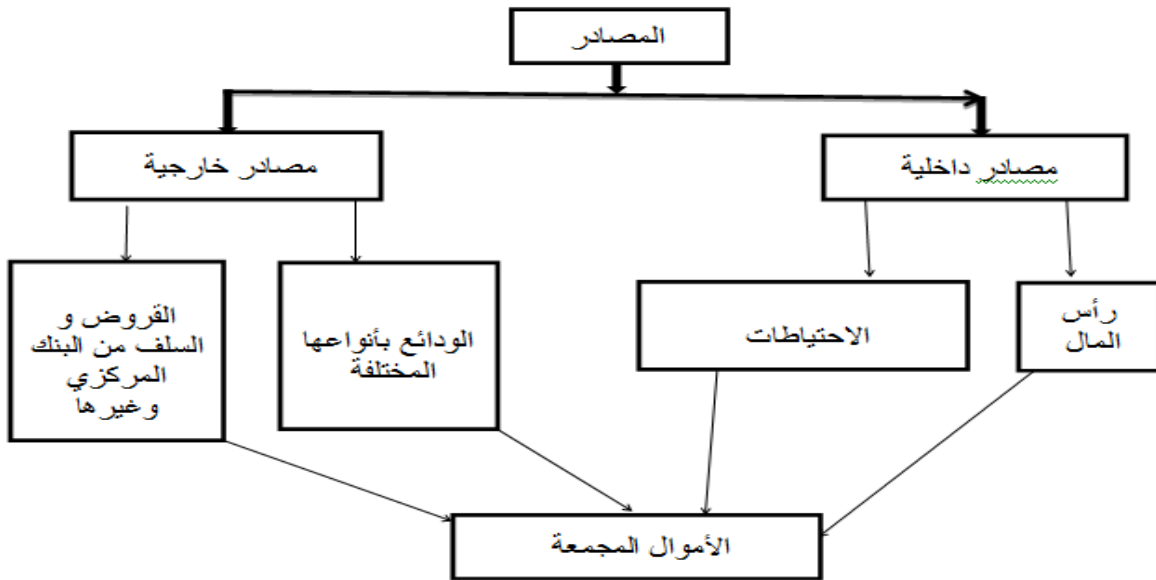 المصادر
مصادر داخلية
مصادر خارجية
رأس
المال
الاحتياطات
الودائع بأنواعها
المختلفة
القروض و
السلف من البنك
المركزي
وغيرها
الأموال المجمعة